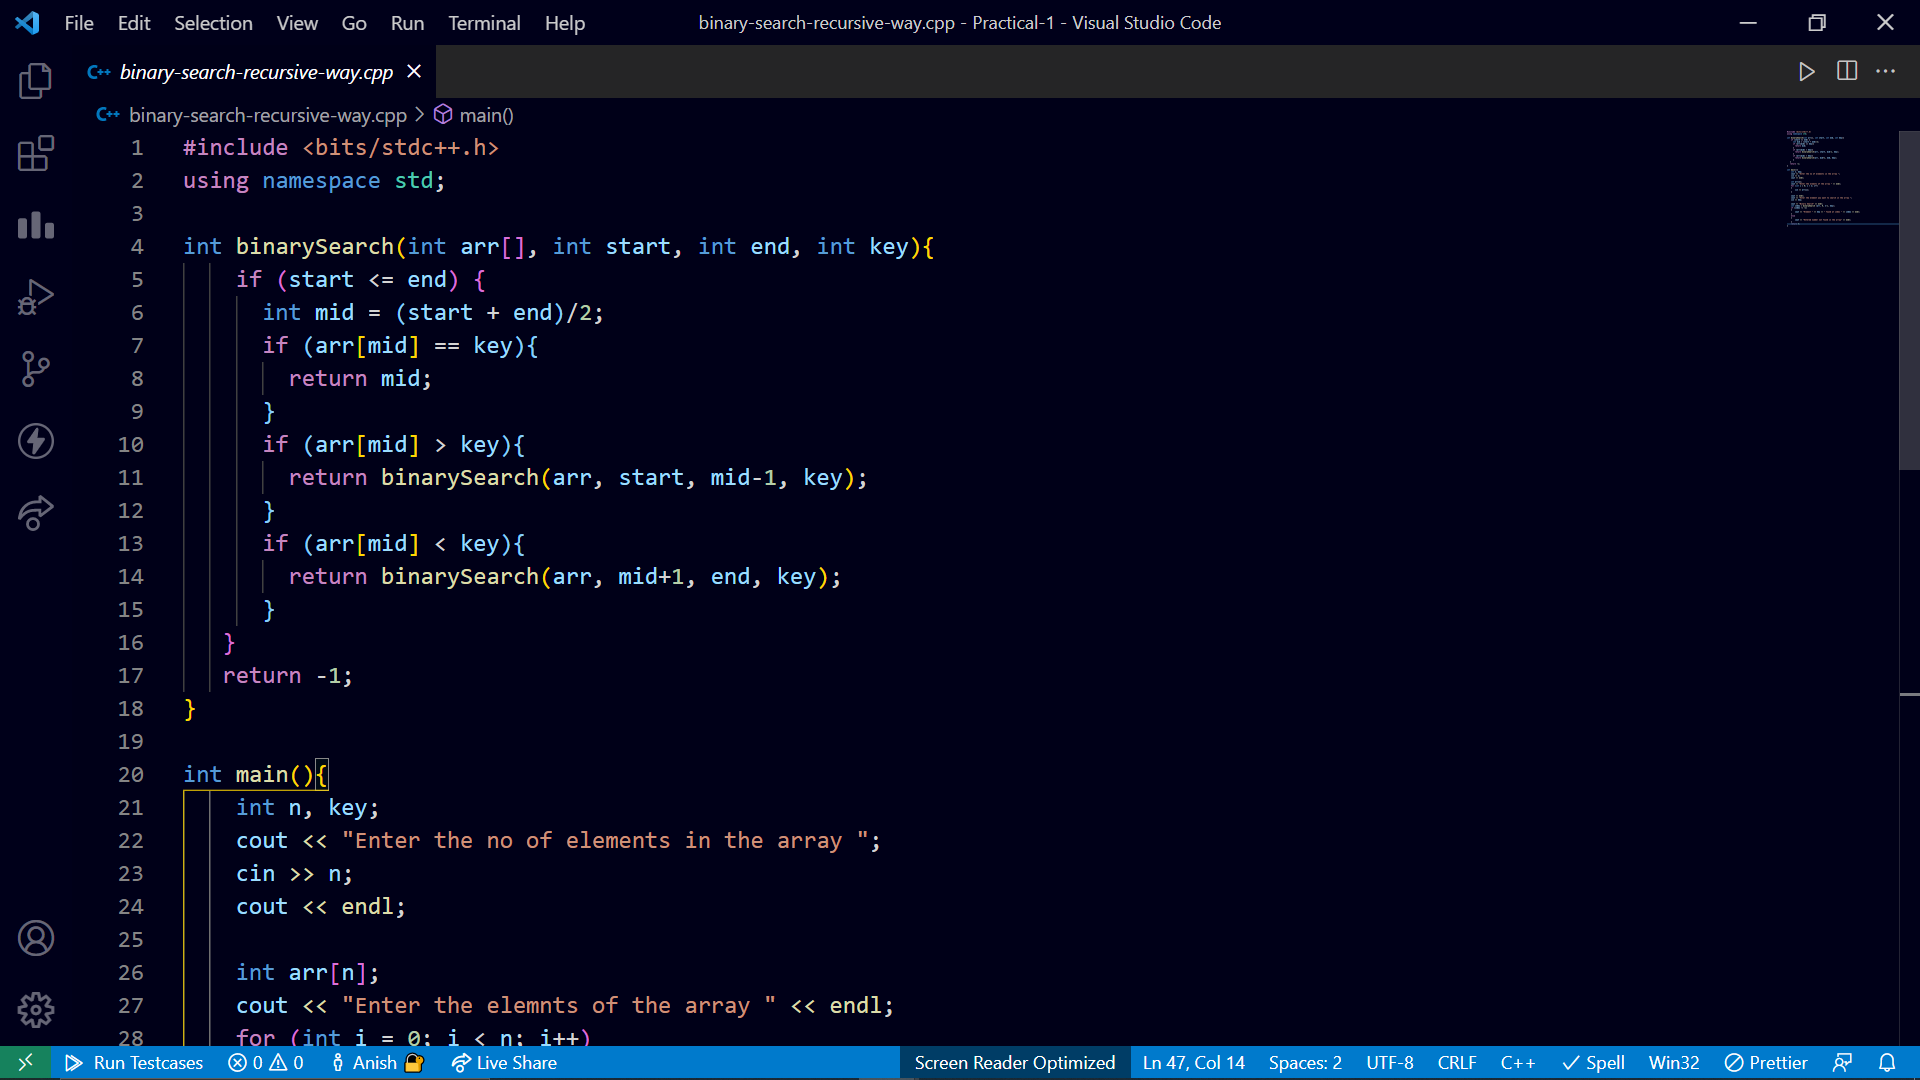 File Edit Selection View Go Run Terminal Help binary-search-recursive-way.cpp - Practical-1 - Visual Studio Code
C++ binary-search-recursive-way.cpp
C++ binary-search-recursive-way.cpp > main()
1 #include <bits/stdc++.h>
2 using namespace std;
3
4 int binarySearch(int arr[], int start, int end, int key){
5 if (start <= end) {
6 int mid = (start + end)/2;
7 if (arr[mid] == key){
8 return mid;
9 }
10 if (arr[mid] > key){
11 return binarySearch(arr, start, mid-1, key);
12 }
13 if (arr[mid] < key){
14 return binarySearch(arr, mid+1, end, key);
15 }
16 }
17 return -1;
18 }
19
20 int main(){
21 int n, key;
22 cout << "Enter the no of elements in the array ";
23 cin >> n;
24 cout << endl;
25
26 int arr[n];
27 cout << "Enter the elemnts of the array " << endl;
28 for (int i = 0; i < n; i++)
Run Testcases 0 0 Anish Live Share Screen Reader Optimized Ln 47, Col 14 Spaces: 2 UTF-8 CRLF C++ Spell Win32 Prettier